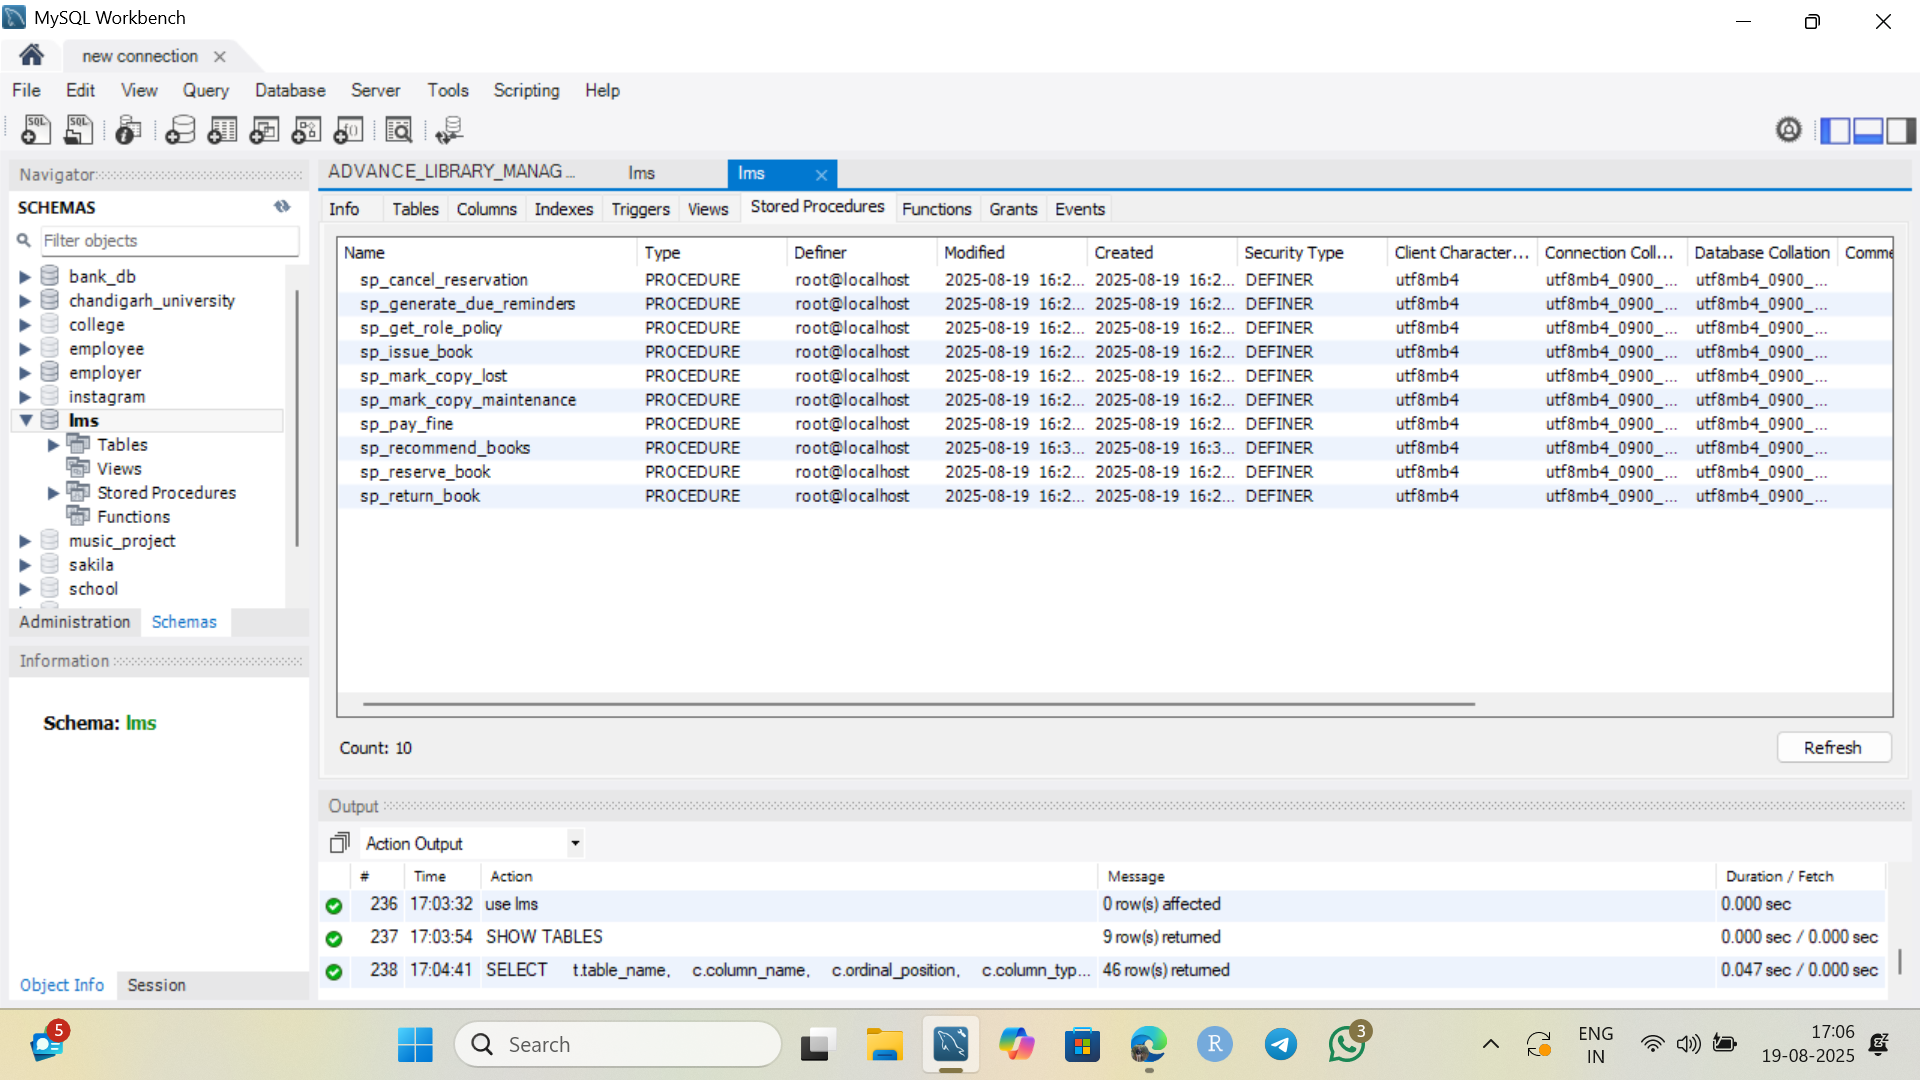 MySQL Workbench
new connection
File Edit View Query Database Server Tools Scripting Help
Navigator
SCHEMAS
Filter objects
bank_db
chandigarh_university
college
employee
employer
instagram
lms
Tables
Views
Stored Procedures
Functions
music_project
sakila
school
Administration Schemas
Information
Schema: lms
Object Info Session
ADVANCE_LIBRARY_MANAG... lms lms
Info Tables Columns Indexes Triggers Views Stored Procedures Functions Grants Events
Name Type Definer Modified Created Security Type Client Character... Connection Coll... Database Collation Comme
sp_cancel_reservation PROCEDURE root@localhost 2025-08-19 16:2... 2025-08-19 16:2... DEFINER utf8mb4 utf8mb4_0900_... utf8mb4_0900_...
sp_generate_due_reminders PROCEDURE root@localhost 2025-08-19 16:2... 2025-08-19 16:2... DEFINER utf8mb4 utf8mb4_0900_... utf8mb4_0900_...
sp_get_role_policy PROCEDURE root@localhost 2025-08-19 16:2... 2025-08-19 16:2... DEFINER utf8mb4 utf8mb4_0900_... utf8mb4_0900_...
sp_issue_book PROCEDURE root@localhost 2025-08-19 16:2... 2025-08-19 16:2... DEFINER utf8mb4 utf8mb4_0900_... utf8mb4_0900_...
sp_mark_copy_lost PROCEDURE root@localhost 2025-08-19 16:2... 2025-08-19 16:2... DEFINER utf8mb4 utf8mb4_0900_... utf8mb4_0900_...
sp_mark_copy_maintenance PROCEDURE root@localhost 2025-08-19 16:2... 2025-08-19 16:2... DEFINER utf8mb4 utf8mb4_0900_... utf8mb4_0900_...
sp_pay_fine PROCEDURE root@localhost 2025-08-19 16:2... 2025-08-19 16:2... DEFINER utf8mb4 utf8mb4_0900_... utf8mb4_0900_...
sp_recommend_books PROCEDURE root@localhost 2025-08-19 16:3... 2025-08-19 16:3... DEFINER utf8mb4 utf8mb4_0900_... utf8mb4_0900_...
sp_reserve_book PROCEDURE root@localhost 2025-08-19 16:2... 2025-08-19 16:2... DEFINER utf8mb4 utf8mb4_0900_... utf8mb4_0900_...
sp_return_book PROCEDURE root@localhost 2025-08-19 16:2... 2025-08-19 16:2... DEFINER utf8mb4 utf8mb4_0900_... utf8mb4_0900_...
Count: 10
Refresh
Output
Action Output
# Time Action Message Duration / Fetch
236 17:03:32 use lms 0 row(s) affected 0.000 sec
237 17:03:54 SHOW TABLES 9 row(s) returned 0.000 sec / 0.000 sec
238 17:04:41 SELECT t.table_name, c.column_name, c.ordinal_position, c.column_typ... 46 row(s) returned 0.047 sec / 0.000 sec
5
Search
R
3
ENG
IN
17:06
19-08-2025